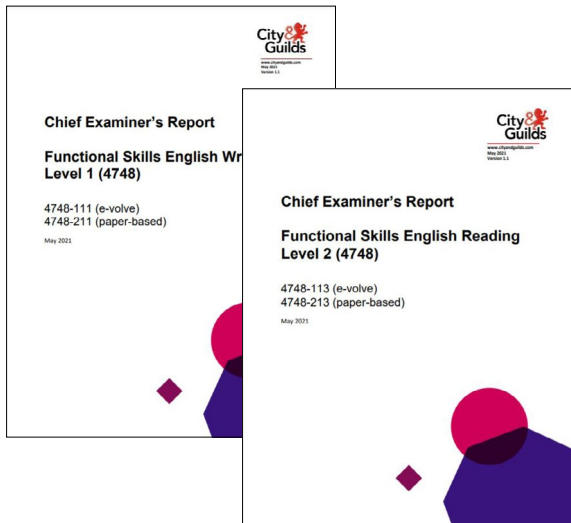 City&
Guilds
www.cityandguilds.com
May 2021
Version 1.1
Chief Examiner's Report
Functional Skills English Wr
Level 1 (4748)
4748-111 (e-volve)
4748-211 (paper-based)
May 2021
City&
Guilds
www.cityandguilds.com
May 2021
Version 1.1
Chief Examiner's Report
Functional Skills English Reading
Level 2 (4748)
4748-113 (e-volve)
4748-213 (paper-based)
May 2021